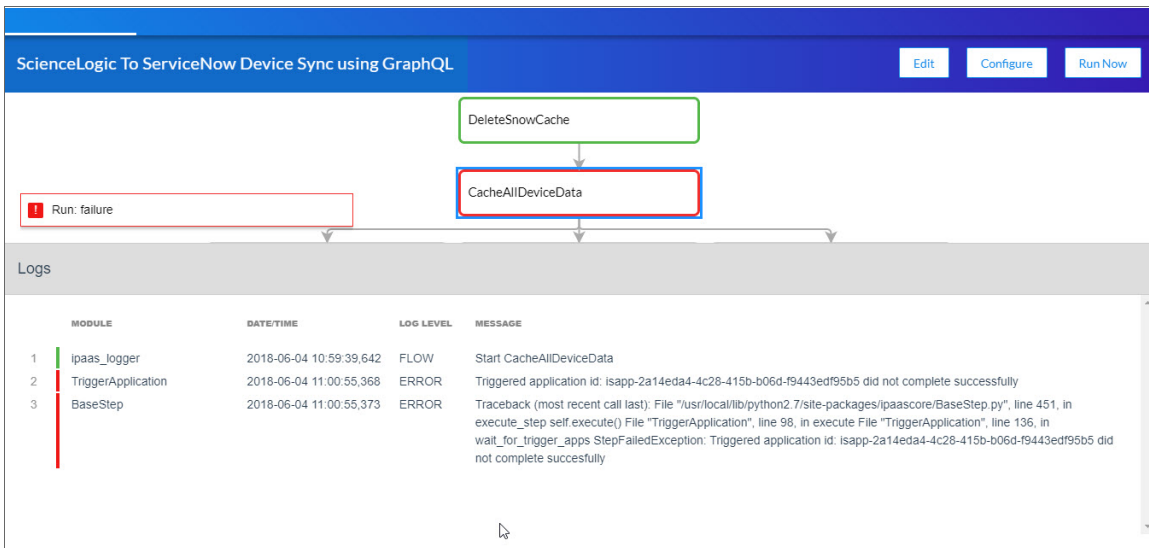 ScienceLogic To ServiceNow Device Sync using GraphQL
Edit
Configure
Run Now
DeleteSnowCache
CacheAllDeviceData
! Run: failure
Logs
MODULE DATE/TIME LOG LEVEL MESSAGE
1 ipaas_logger 2018-06-04 10:59:39,642 FLOW Start CacheAllDeviceData
2 TriggerApplication 2018-06-04 11:00:55,368 ERROR Triggered application id: isapp-2a14eda4-4c28-415b-b06d-f9443edf95b5 did not complete successfully
3 BaseStep 2018-06-04 11:00:55,373 ERROR Traceback (most recent call last): File "/usr/local/lib/python2.7/site-packages/ipaascore/BaseStep.py", line 451, in
execute_step self.execute() File "TriggerApplication", line 98, in execute File "TriggerApplication", line 136, in
wait_for_trigger_apps StepFailedException: Triggered application id: isapp-2a14eda4-4c28-415b-b06d-f9443edf95b5 did
not complete succesfully